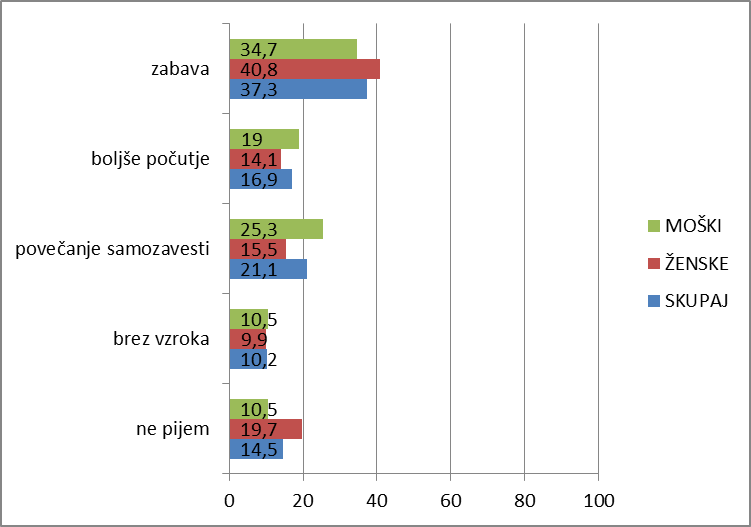 zabava
34,7
40,8
37,3
boljše počutje
19
14,1
16,9
povečanje samozavesti
25,3
15,5
21,1
brez vzroka
10,5
9,9
10,2
ne pijem
10,5
19,7
14,5
0 20 40 60 80 100
MOŠKI
ŽENSKE
SKUPAJ